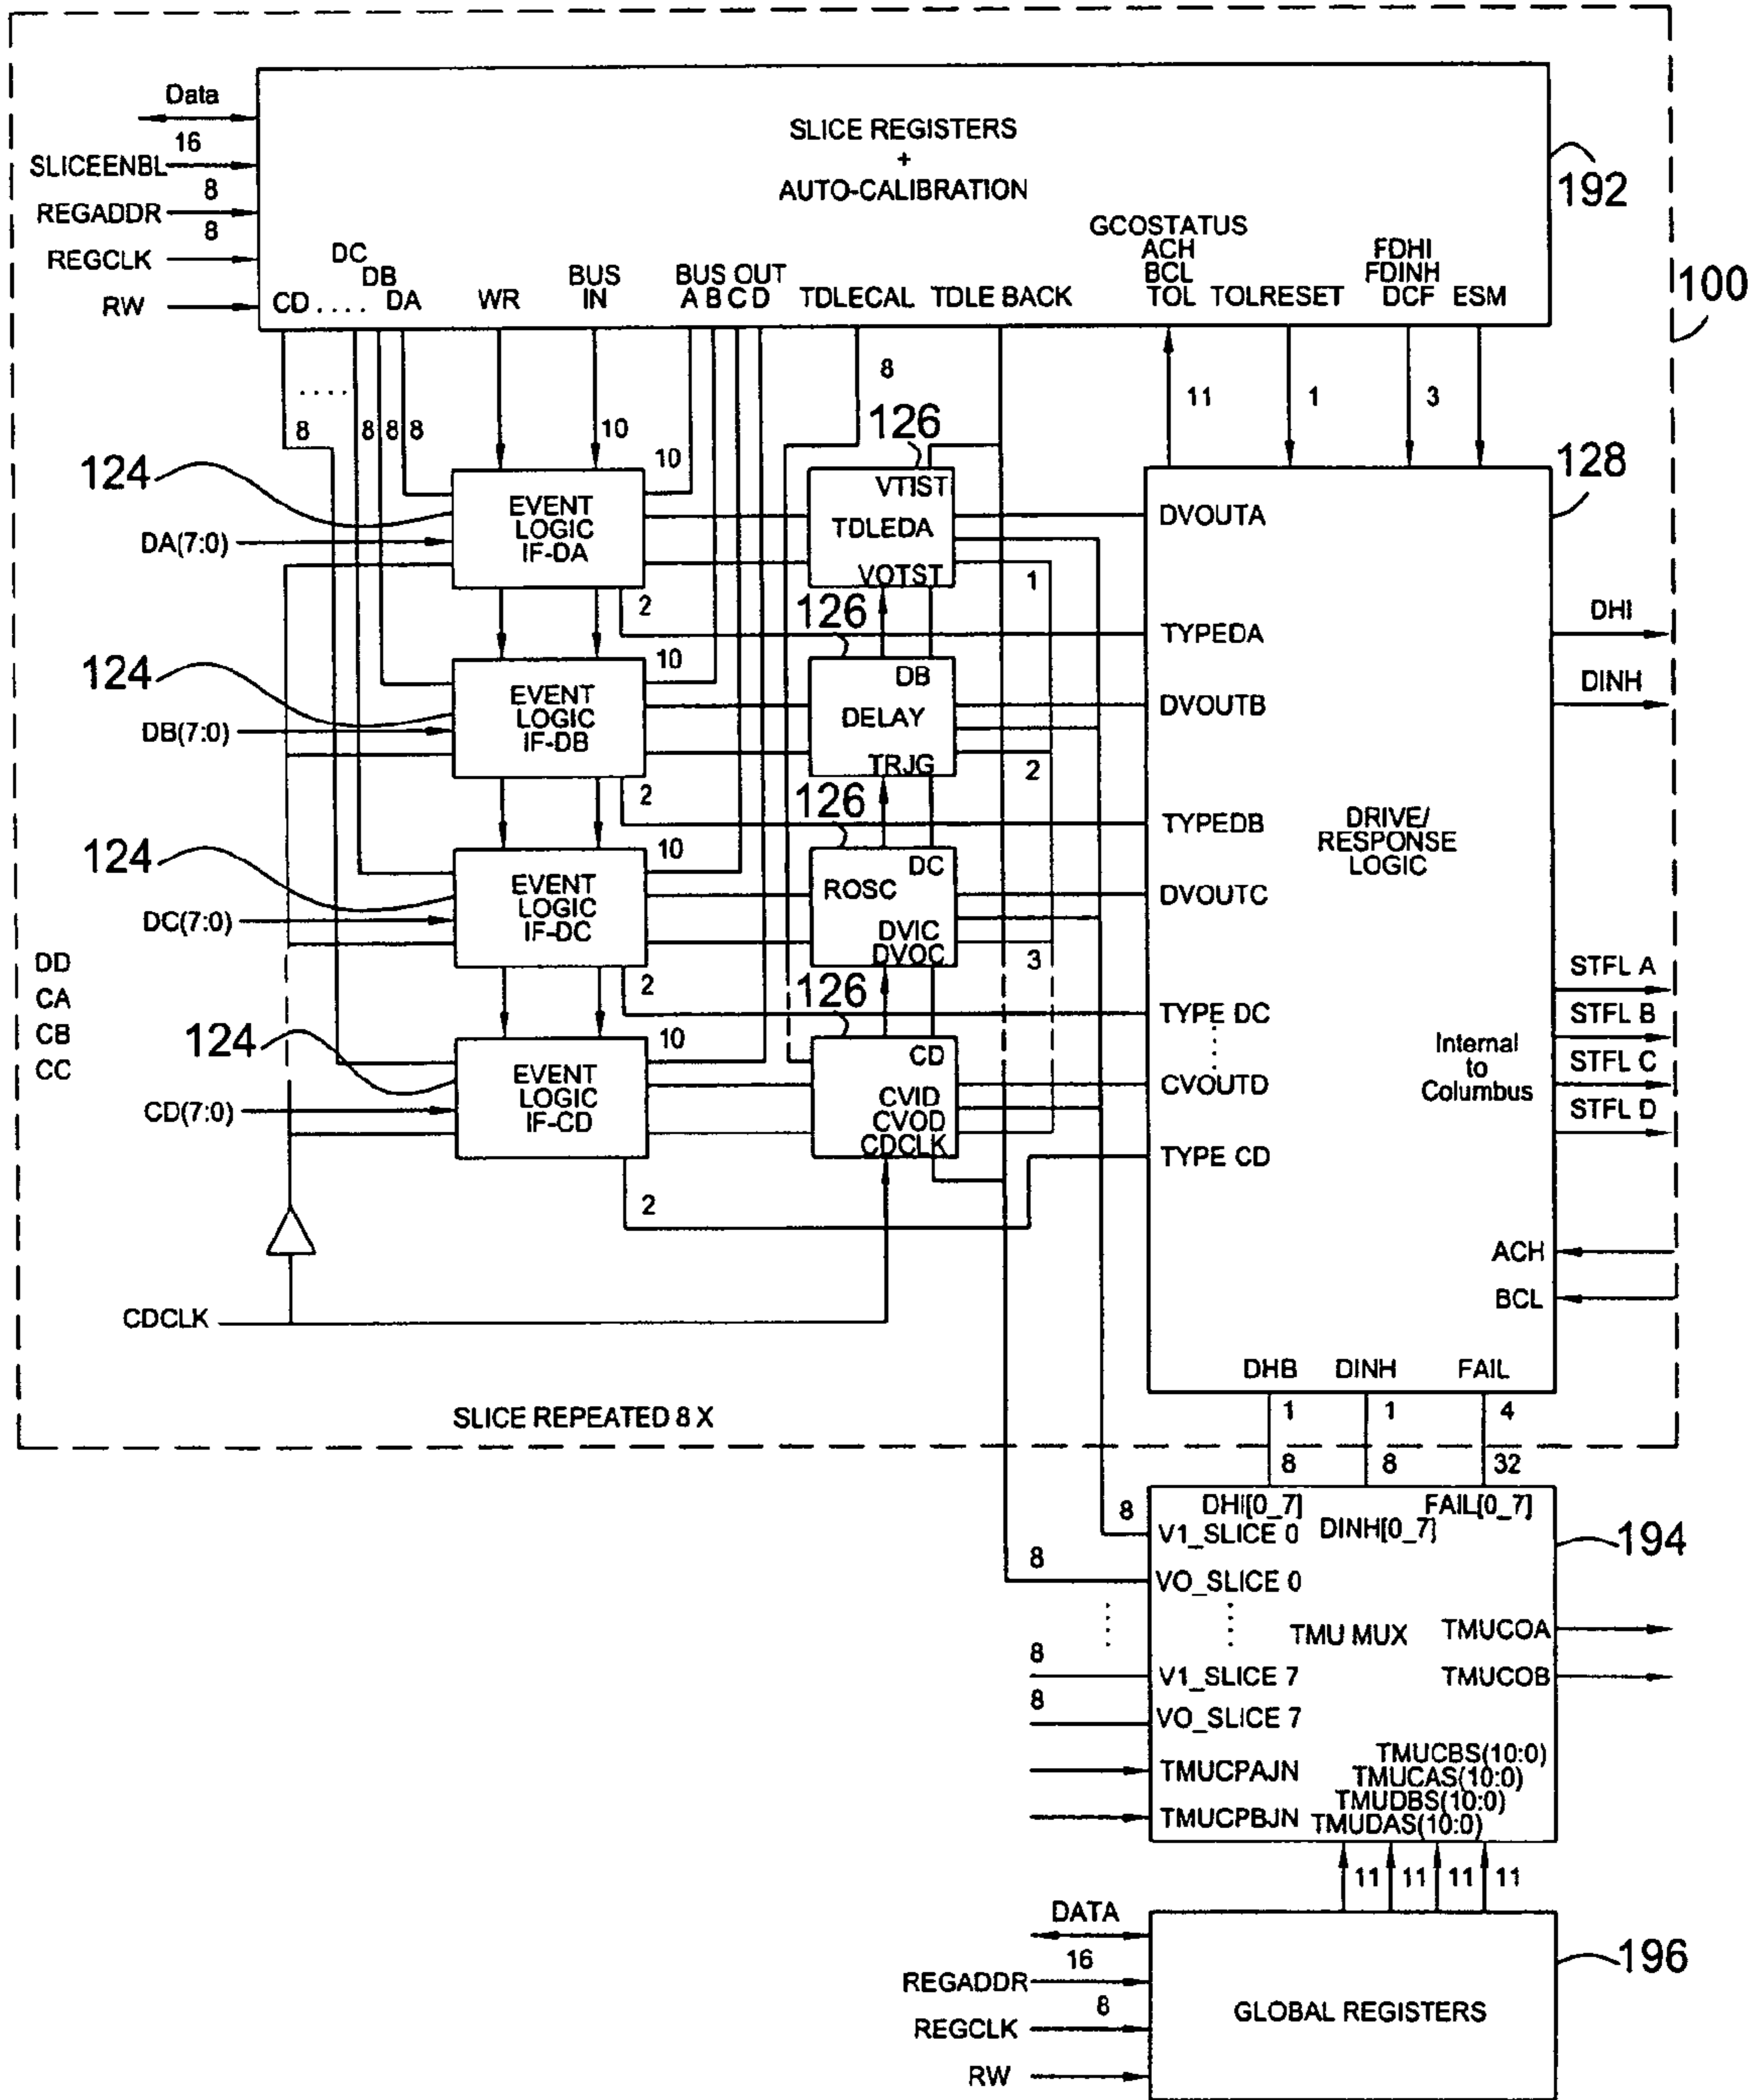 Data
16
SLICEENBL
8
REGADDR
8
REGCLK
RW
SLICE REGISTERS
+
AUTO-CALIBRATION
192
CD ....
DC
DB
DA
WR
BUS
IN
BUS OUT
A B C D
TDLECAL
TDLE BACK
GCOSTATUS
ACH
BCL
TOL
TOLRESET
FDHI
FDINH
DCF
ESM
100
....
8
8
8
8
10
10
8
11
1
3
124
126
128
EVENT
LOGIC
IF-DA
DA(7:0)
VTIST
TDLEDA
VOTST
DVOUTA
1
2
126
TYPEDA
DHI
124
10
EVENT
LOGIC
IF-DB
DB(7:0)
DB
DELAY
TRJG
DVOUTB
DINH
2
2
126
TYPEDB
DRIVE/
RESPONSE
LOGIC
124
10
EVENT
LOGIC
IF-DC
DC(7:0)
DC
ROSC
DVIC
DVOC
DVOUTC
3
2
126
TYPE DC
DD
CA
CB
CC
STFL A
STFL B
STFL C
STFL D
124
10
EVENT
LOGIC
IF-CD
CD(7:0)
CD
CVID
CVOD
CDCLK
CVOUTD
Internal
to
Columbus
TYPE CD
2
ACH
BCL
CDCLK
DHB
DINH
FAIL
1
1
4
SLICE REPEATED 8 X
8
8
32
DHI[0_7]
DINH[0_7]
FAIL[0_7]
194
8
V1_SLICE 0
8
VO_SLICE 0
TMU MUX
TMUCOA
TMUCOB
8
V1_SLICE 7
8
VO_SLICE 7
TMUCPAJN
TMUCPBJN
TMUCBS(10:0)
TMUCAS(10:0)
TMUDBS(10:0)
TMUDAS(10:0)
11
11
11
11
DATA
16
REGADDR
8
REGCLK
RW
GLOBAL REGISTERS
196